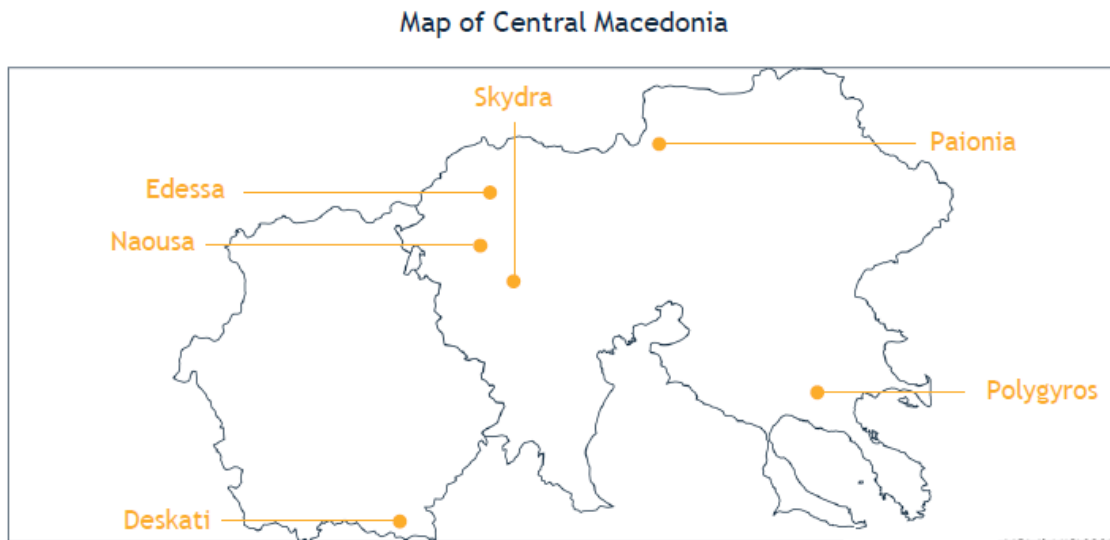 Map of Central Macedonia
Skydra
Paionia
Edessa
Naousa
Polygyros
Deskati